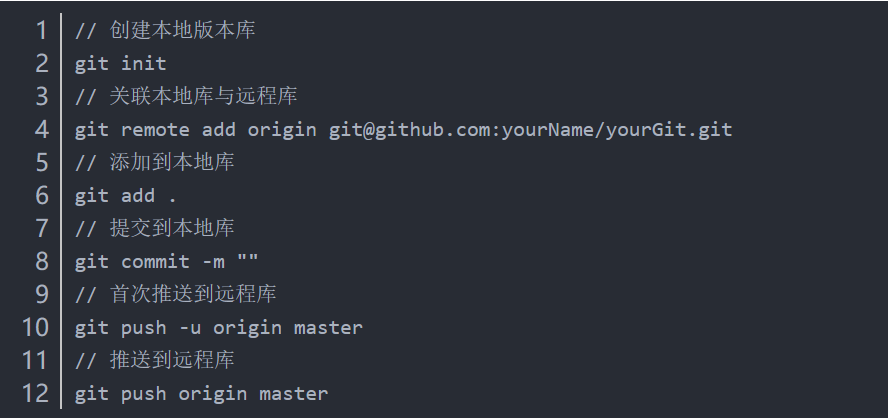 1 // 创建本地版本库
2 git init
3 // 关联本地库与远程库
4 git remote add origin git@github.com:yourName/yourGit.git
5 // 添加到本地库
6 git add .
7 // 提交到本地库
8 git commit -m ""
9 // 首次推送到远程库
10 git push -u origin master
11 // 推送到远程库
12 git push origin master